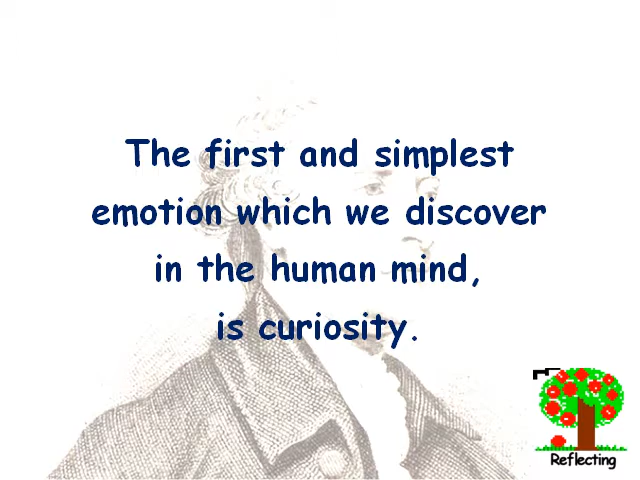 The first and simplest
emotion which we discover
in the human mind,
is curiosity.
Reflecting